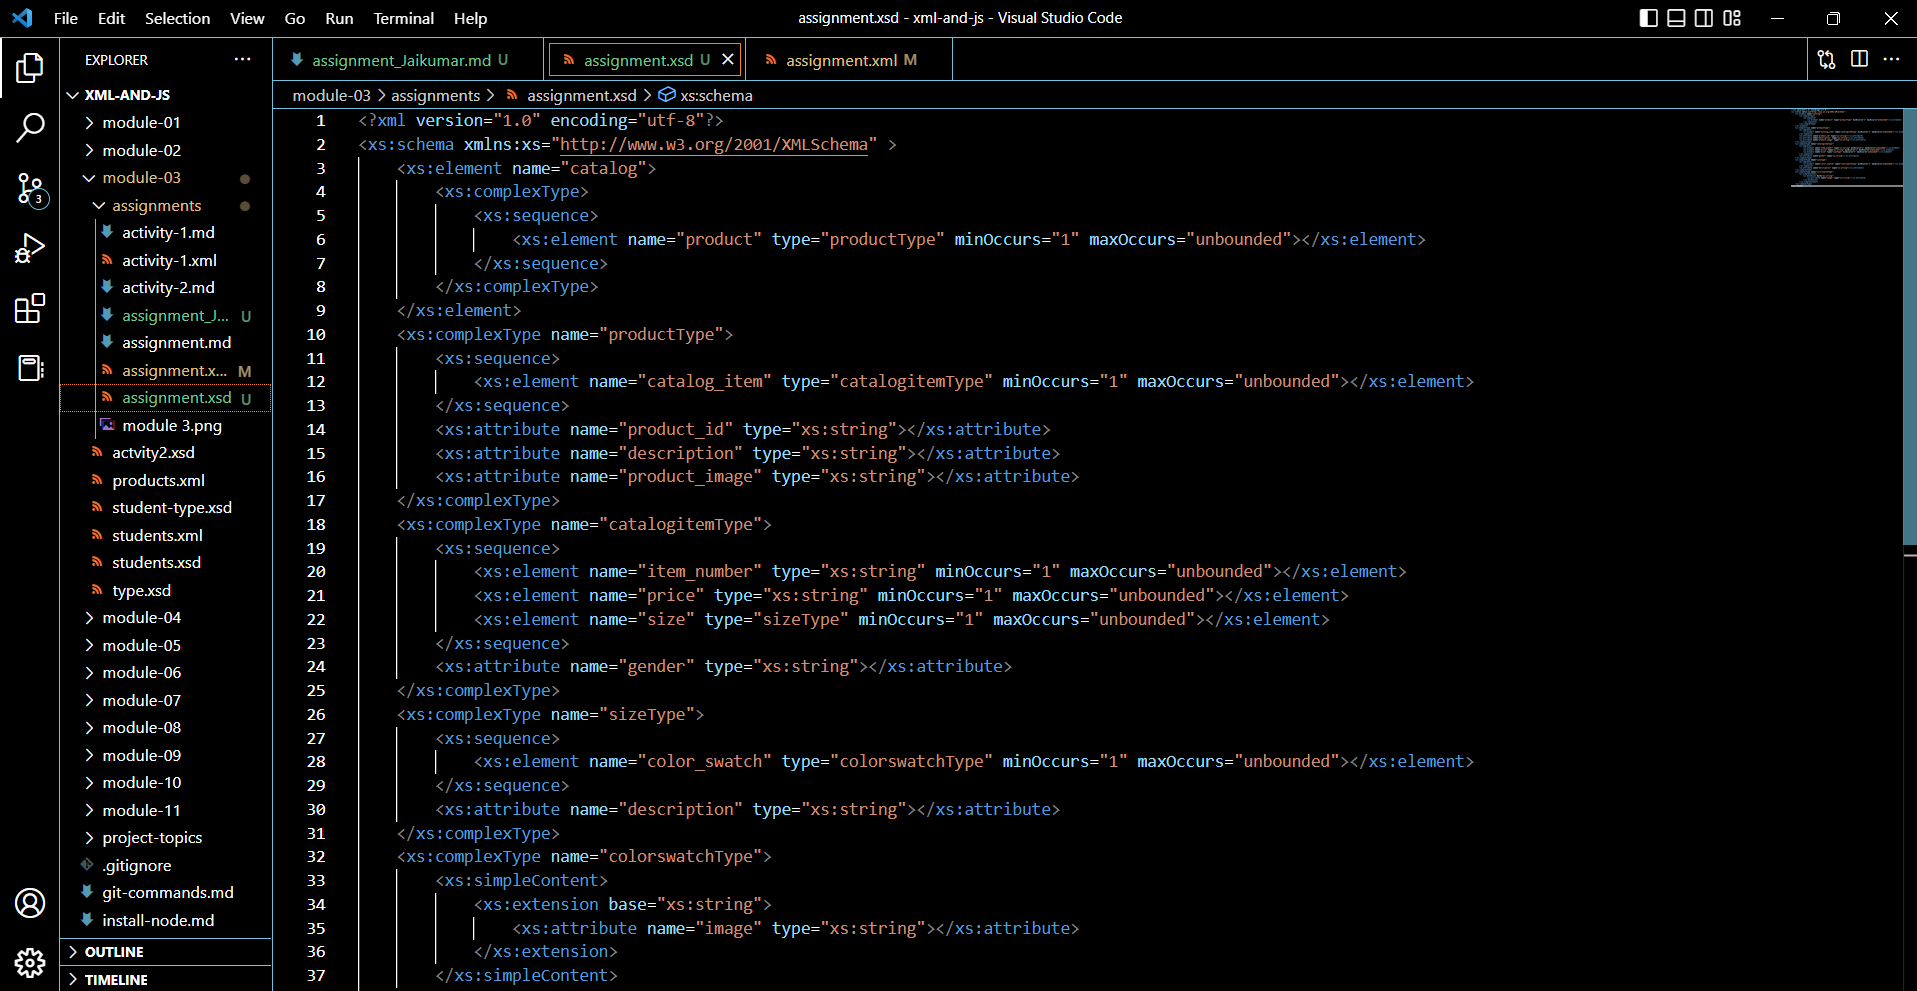 File Edit Selection View Go Run Terminal Help
assignment.xsd - xml-and-js - Visual Studio Code
EXPLORER ···
XML-AND-JS
module-01
module-02
module-03
assignments
activity-1.md
activity-1.xml
activity-2.md
assignment_J... U
assignment.md
assignment.x... M
assignment.xsd U
module 3.png
actvity2.xsd
products.xml
student-type.xsd
students.xml
students.xsd
type.xsd
module-04
module-05
module-06
module-07
module-08
module-09
module-10
module-11
project-topics
.gitignore
git-commands.md
install-node.md
OUTLINE
TIMELINE
3
assignment_Jaikumar.md U
assignment.xsd U
assignment.xml M
module-03 > assignments > assignment.xsd > xs:schema
1 <?xml version="1.0" encoding="utf-8"?>
2 <xs:schema xmlns:xs="http://www.w3.org/2001/XMLSchema" >
3 <xs:element name="catalog">
4 <xs:complexType>
5 <xs:sequence>
6 <xs:element name="product" type="productType" minOccurs="1" maxOccurs="unbounded"></xs:element>
7 </xs:sequence>
8 </xs:complexType>
9 </xs:element>
10 <xs:complexType name="productType">
11 <xs:sequence>
12 <xs:element name="catalog_item" type="catalogitemType" minOccurs="1" maxOccurs="unbounded"></xs:element>
13 </xs:sequence>
14 <xs:attribute name="product_id" type="xs:string"></xs:attribute>
15 <xs:attribute name="description" type="xs:string"></xs:attribute>
16 <xs:attribute name="product_image" type="xs:string"></xs:attribute>
17 </xs:complexType>
18 <xs:complexType name="catalogitemType">
19 <xs:sequence>
20 <xs:element name="item_number" type="xs:string" minOccurs="1" maxOccurs="unbounded"></xs:element>
21 <xs:element name="price" type="xs:string" minOccurs="1" maxOccurs="unbounded"></xs:element>
22 <xs:element name="size" type="sizeType" minOccurs="1" maxOccurs="unbounded"></xs:element>
23 </xs:sequence>
24 <xs:attribute name="gender" type="xs:string"></xs:attribute>
25 </xs:complexType>
26 <xs:complexType name="sizeType">
27 <xs:sequence>
28 <xs:element name="color_swatch" type="colorswatchType" minOccurs="1" maxOccurs="unbounded"></xs:element>
29 </xs:sequence>
30 <xs:attribute name="description" type="xs:string"></xs:attribute>
31 </xs:complexType>
32 <xs:complexType name="colorswatchType">
33 <xs:simpleContent>
34 <xs:extension base="xs:string">
35 <xs:attribute name="image" type="xs:string"></xs:attribute>
36 </xs:extension>
37 </xs:simpleContent>